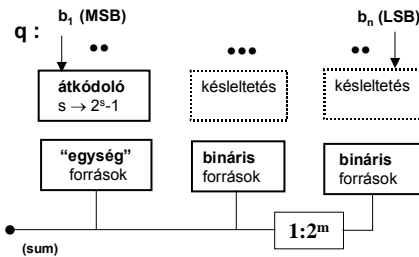 b₁ (MSB)
bₙ (LSB)
q :
átkódoló
s → 2ˢ-1
késleltetés
késleltetés
“egység”
források
bináris
források
bináris
források
1:2ᵐ
(sum)